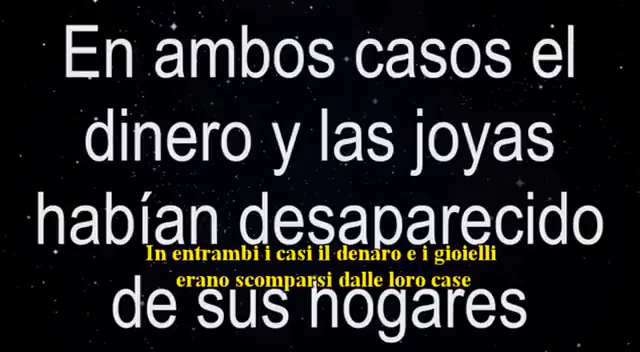 En ambos casos el
dinero y las joyas
habían desaparecido
In entrambi i casi il denaro e i gioielli
erano scomparsi dalle loro case
de sus hogares